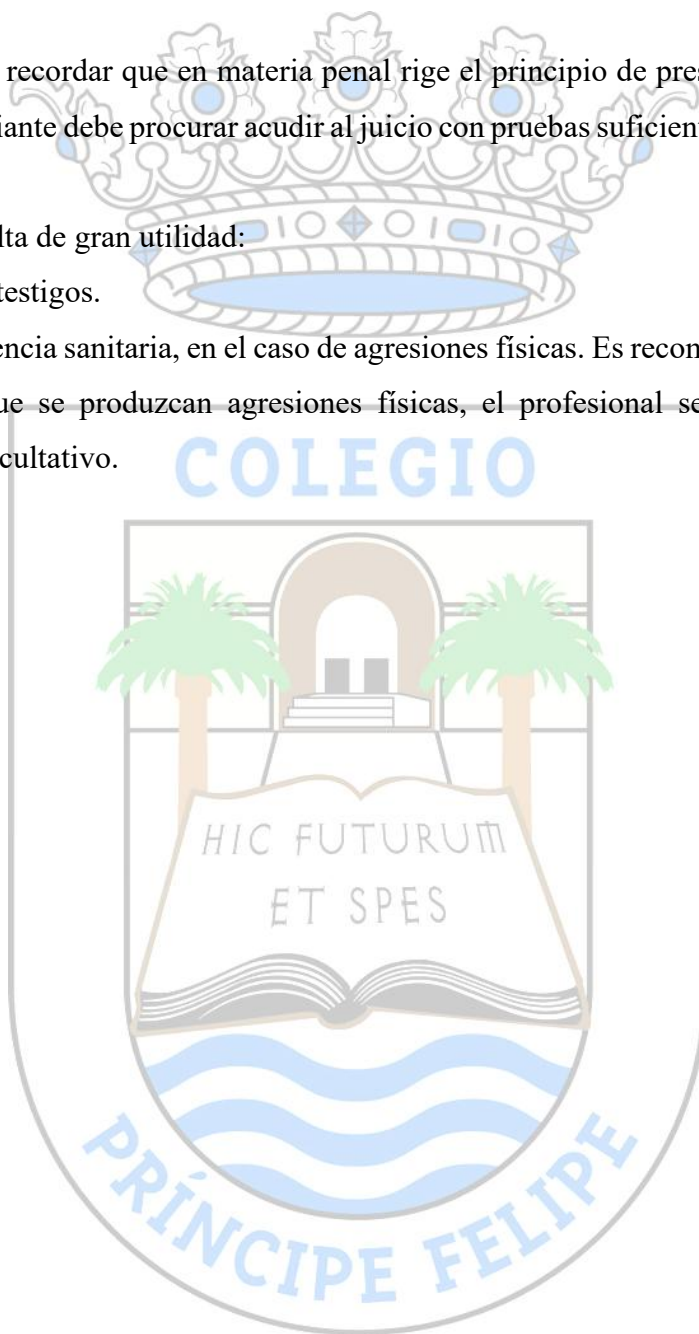 recordar que en materia penal rige el principio de pres
iante debe procurar acudir al juicio con pruebas suficient
lta de gran utilidad:
testigos.
encia sanitaria, en el caso de agresiones físicas. Es recon
ue se produzcan agresiones físicas, el profesional se
cultativo.
COLEGIO
HIC FUTURUM
ET SPES
PRÍNCIPE FELIPE